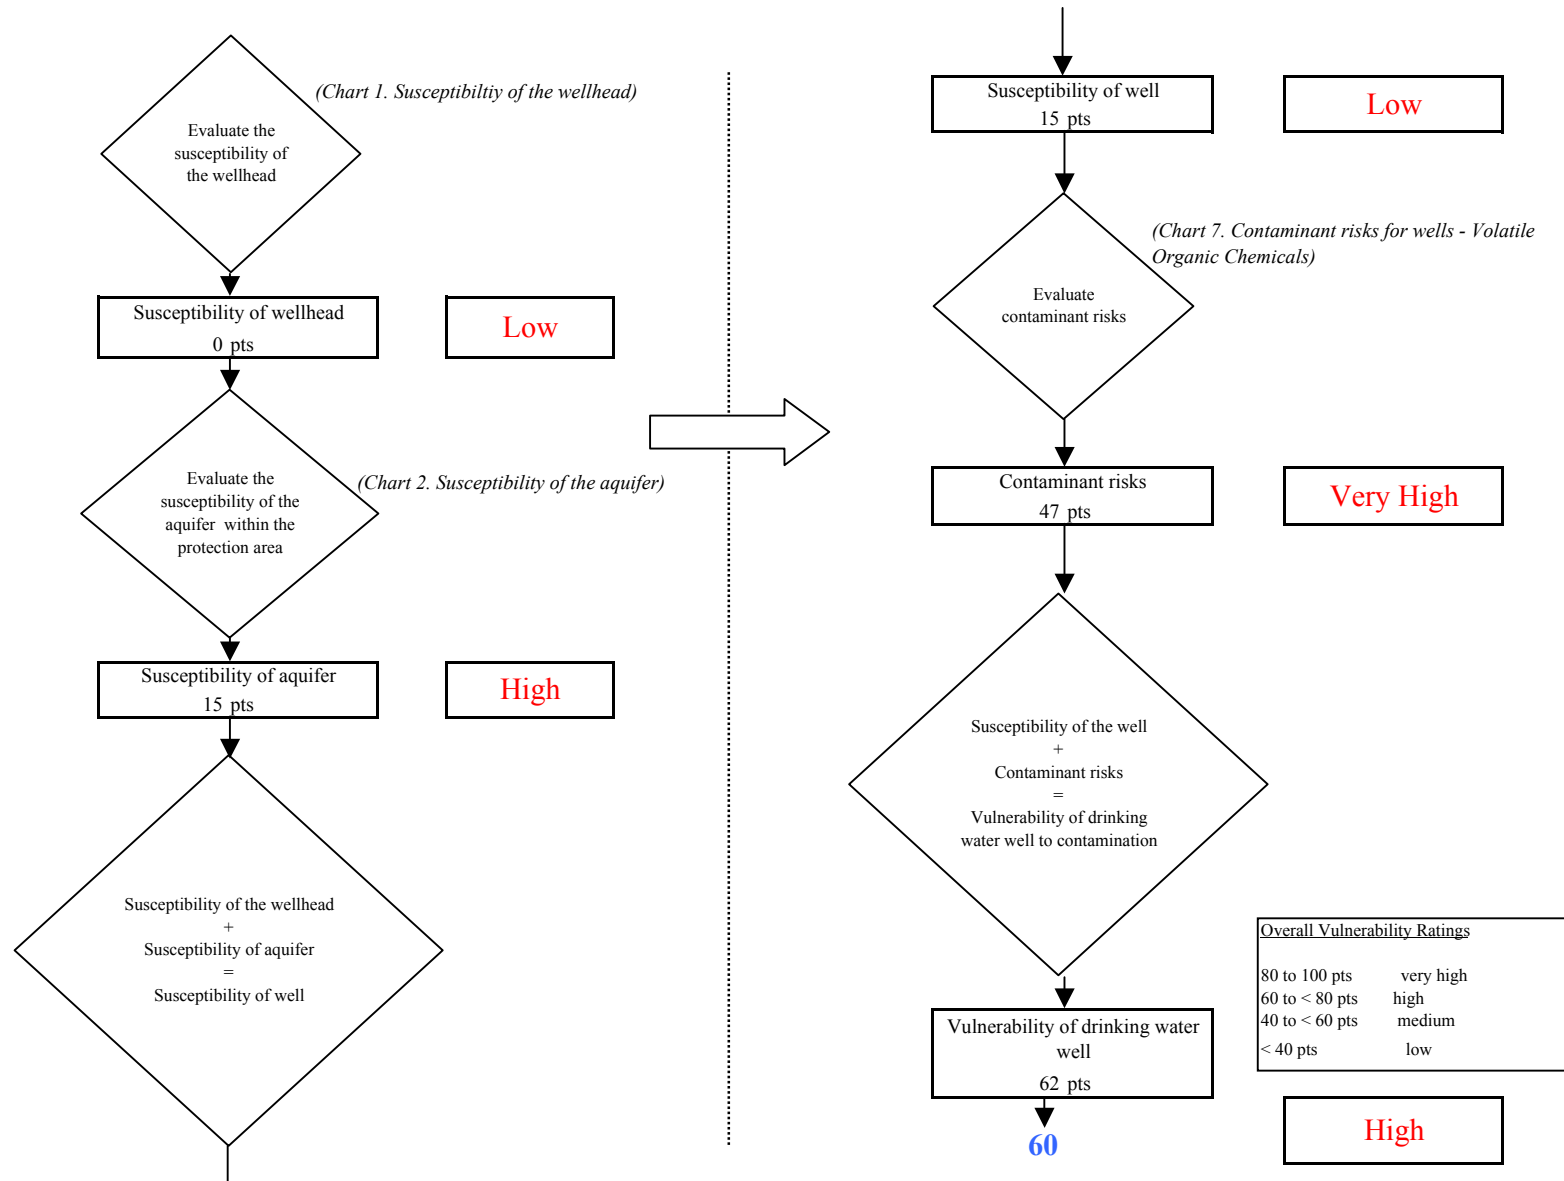 (Chart 1. Susceptibiltiy of the wellhead)
Evaluate the
susceptibility of
the wellhead
Susceptibility of wellhead
0 pts
Low
(Chart 2. Susceptibility of the aquifer)
Evaluate the
susceptibility of the
aquifer within the
protection area
Susceptibility of aquifer
15 pts
High
Susceptibility of the wellhead
+
Susceptibility of aquifer
=
Susceptibility of well
Susceptibility of well
15 pts
Low
(Chart 7. Contaminant risks for wells - Volatile
Organic Chemicals)
Evaluate
contaminant risks
Contaminant risks
47 pts
Very High
Susceptibility of the well
+
Contaminant risks
=
Vulnerability of drinking
water well to contamination
Overall Vulnerability Ratings
80 to 100 pts very high
60 to < 80 pts high
40 to < 60 pts medium
< 40 pts low
Vulnerability of drinking water
well
62 pts
60
High